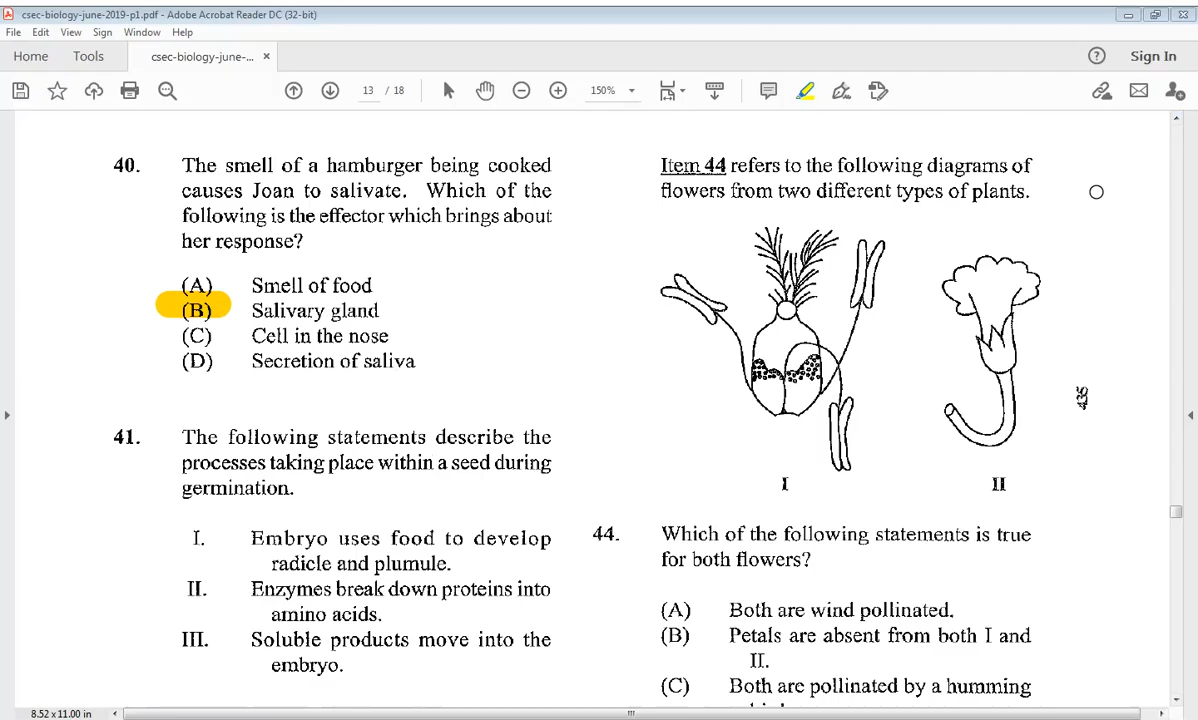 csec-biology-june-2019-p1.pdf - Adobe Acrobat Reader DC (32-bit)
File Edit View Sign Window Help
Home Tools csec-biology-june-... × ? Sign In
13 / 18 150%
40. The smell of a hamburger being cooked
causes Joan to salivate. Which of the
following is the effector which brings about
her response?
(A) Smell of food
(B) Salivary gland
(C) Cell in the nose
(D) Secretion of saliva
41. The following statements describe the
processes taking place within a seed during
germination.
I. Embryo uses food to develop
radicle and plumule.
II. Enzymes break down proteins into
amino acids.
III. Soluble products move into the
embryo.
Item 44 refers to the following diagrams of
flowers from two different types of plants.
I II
44. Which of the following statements is true
for both flowers?
(A) Both are wind pollinated.
(B) Petals are absent from both I and
II.
(C) Both are pollinated by a humming
8.52 x 11.00 in